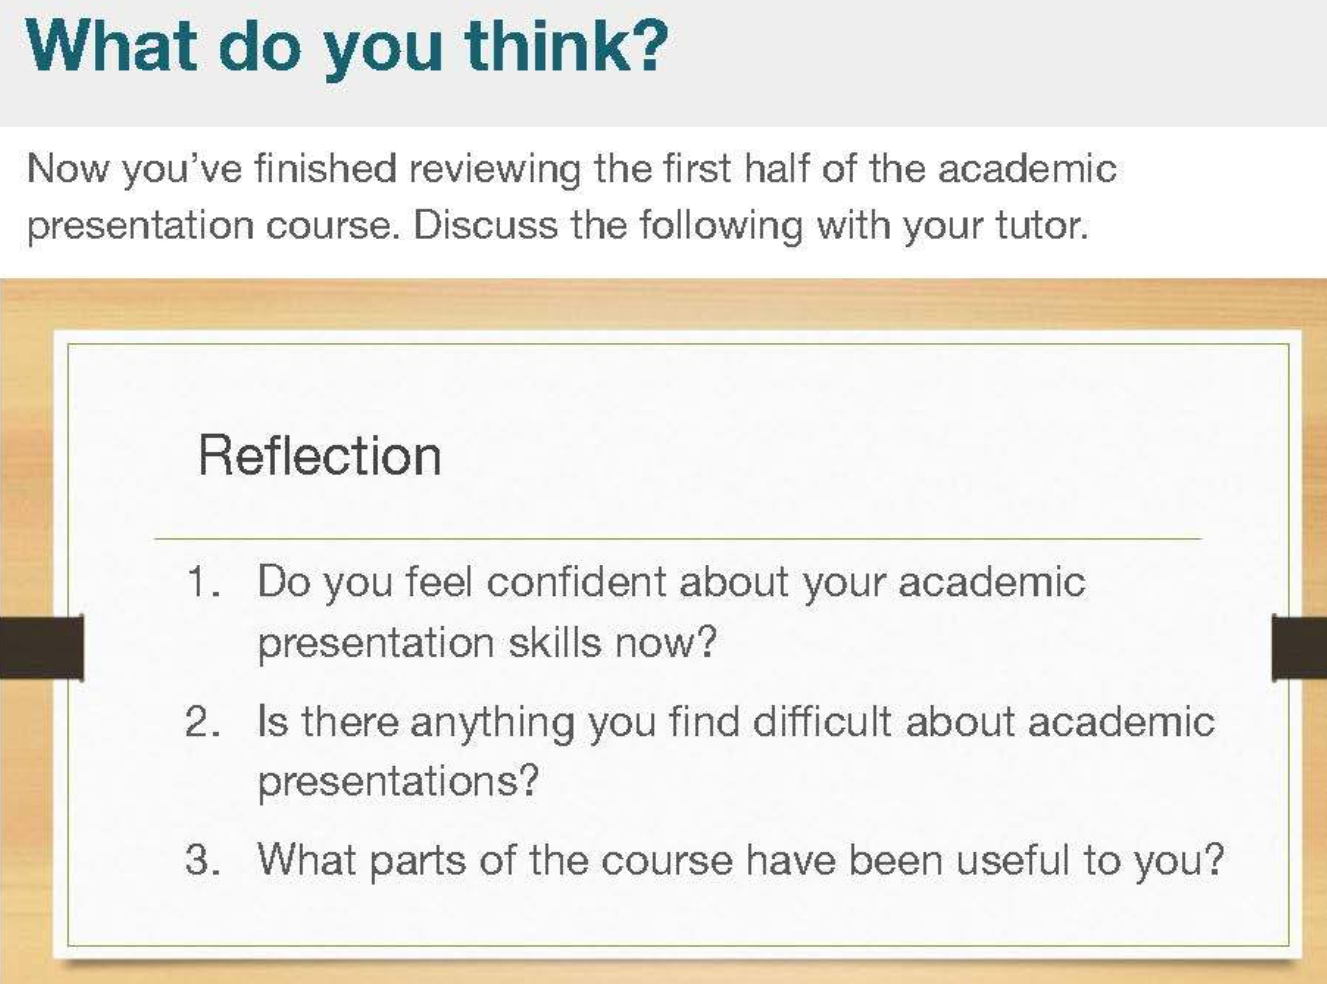 What do you think?
Now you've finished reviewing the first half of the academic
presentation course. Discuss the following with your tutor.
Reflection
1. Do you feel confident about your academic
presentation skills now?
2. Is there anything you find difficult about academic
presentations?
3. What parts of the course have been useful to you?